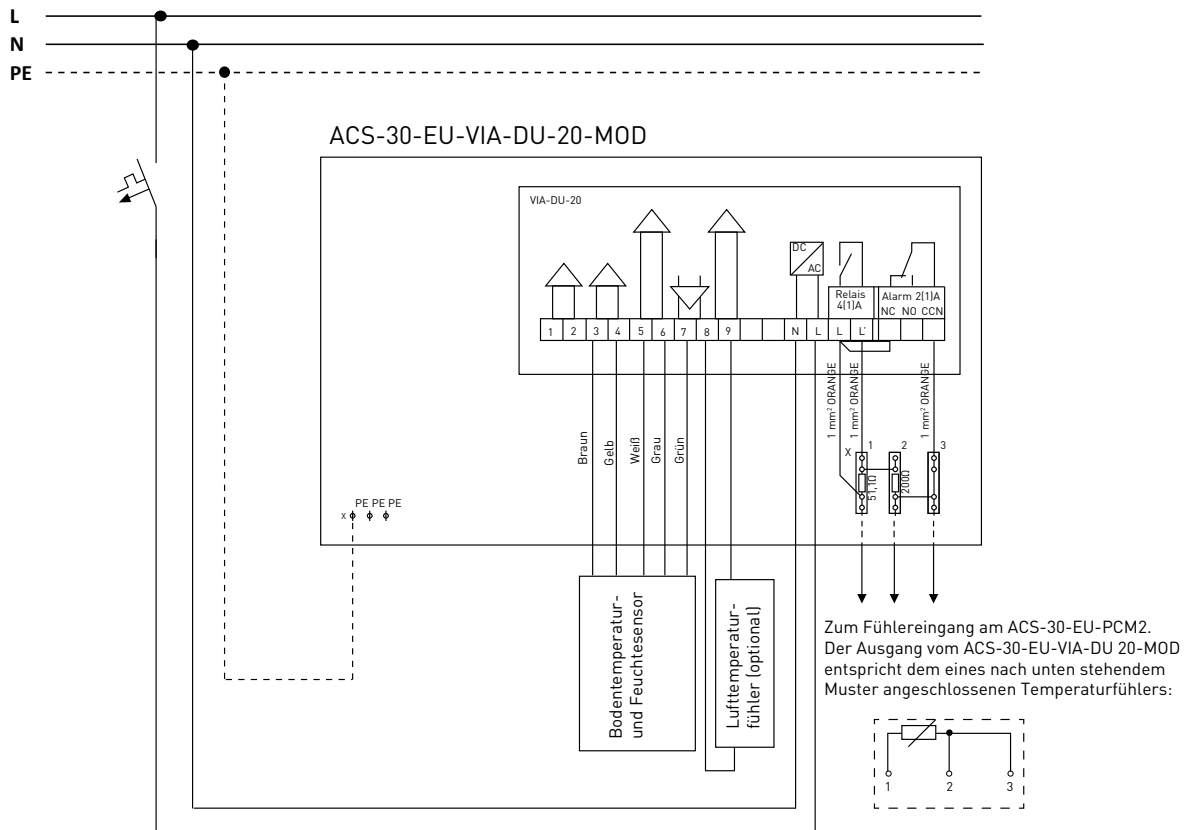 L
N
PE
ACS-30-EU-VIA-DU-20-MOD
VIA-DU-20
DC
AC
Relais
4(1)A
Alarm 2(1)A
NC NO CCN
1 2 3 4 5 6 7 8 9 N L L L'
Braun
Gelb
Weiß
Grau
Grün
1 mm² ORANGE
1 mm² ORANGE
1 mm² ORANGE
X 1 2 3
51,1Ω
200Ω
PE PE PE
X
Bodentemperatur-
und Feuchtesensor
Lufttemperatur-
fühler (optional)
Zum Fühlereingang am ACS-30-EU-PCM2.
Der Ausgang vom ACS-30-EU-VIA-DU 20-MOD
entspricht dem eines nach unten stehendem
Muster angeschlossenen Temperaturfühlers:
1 2 3